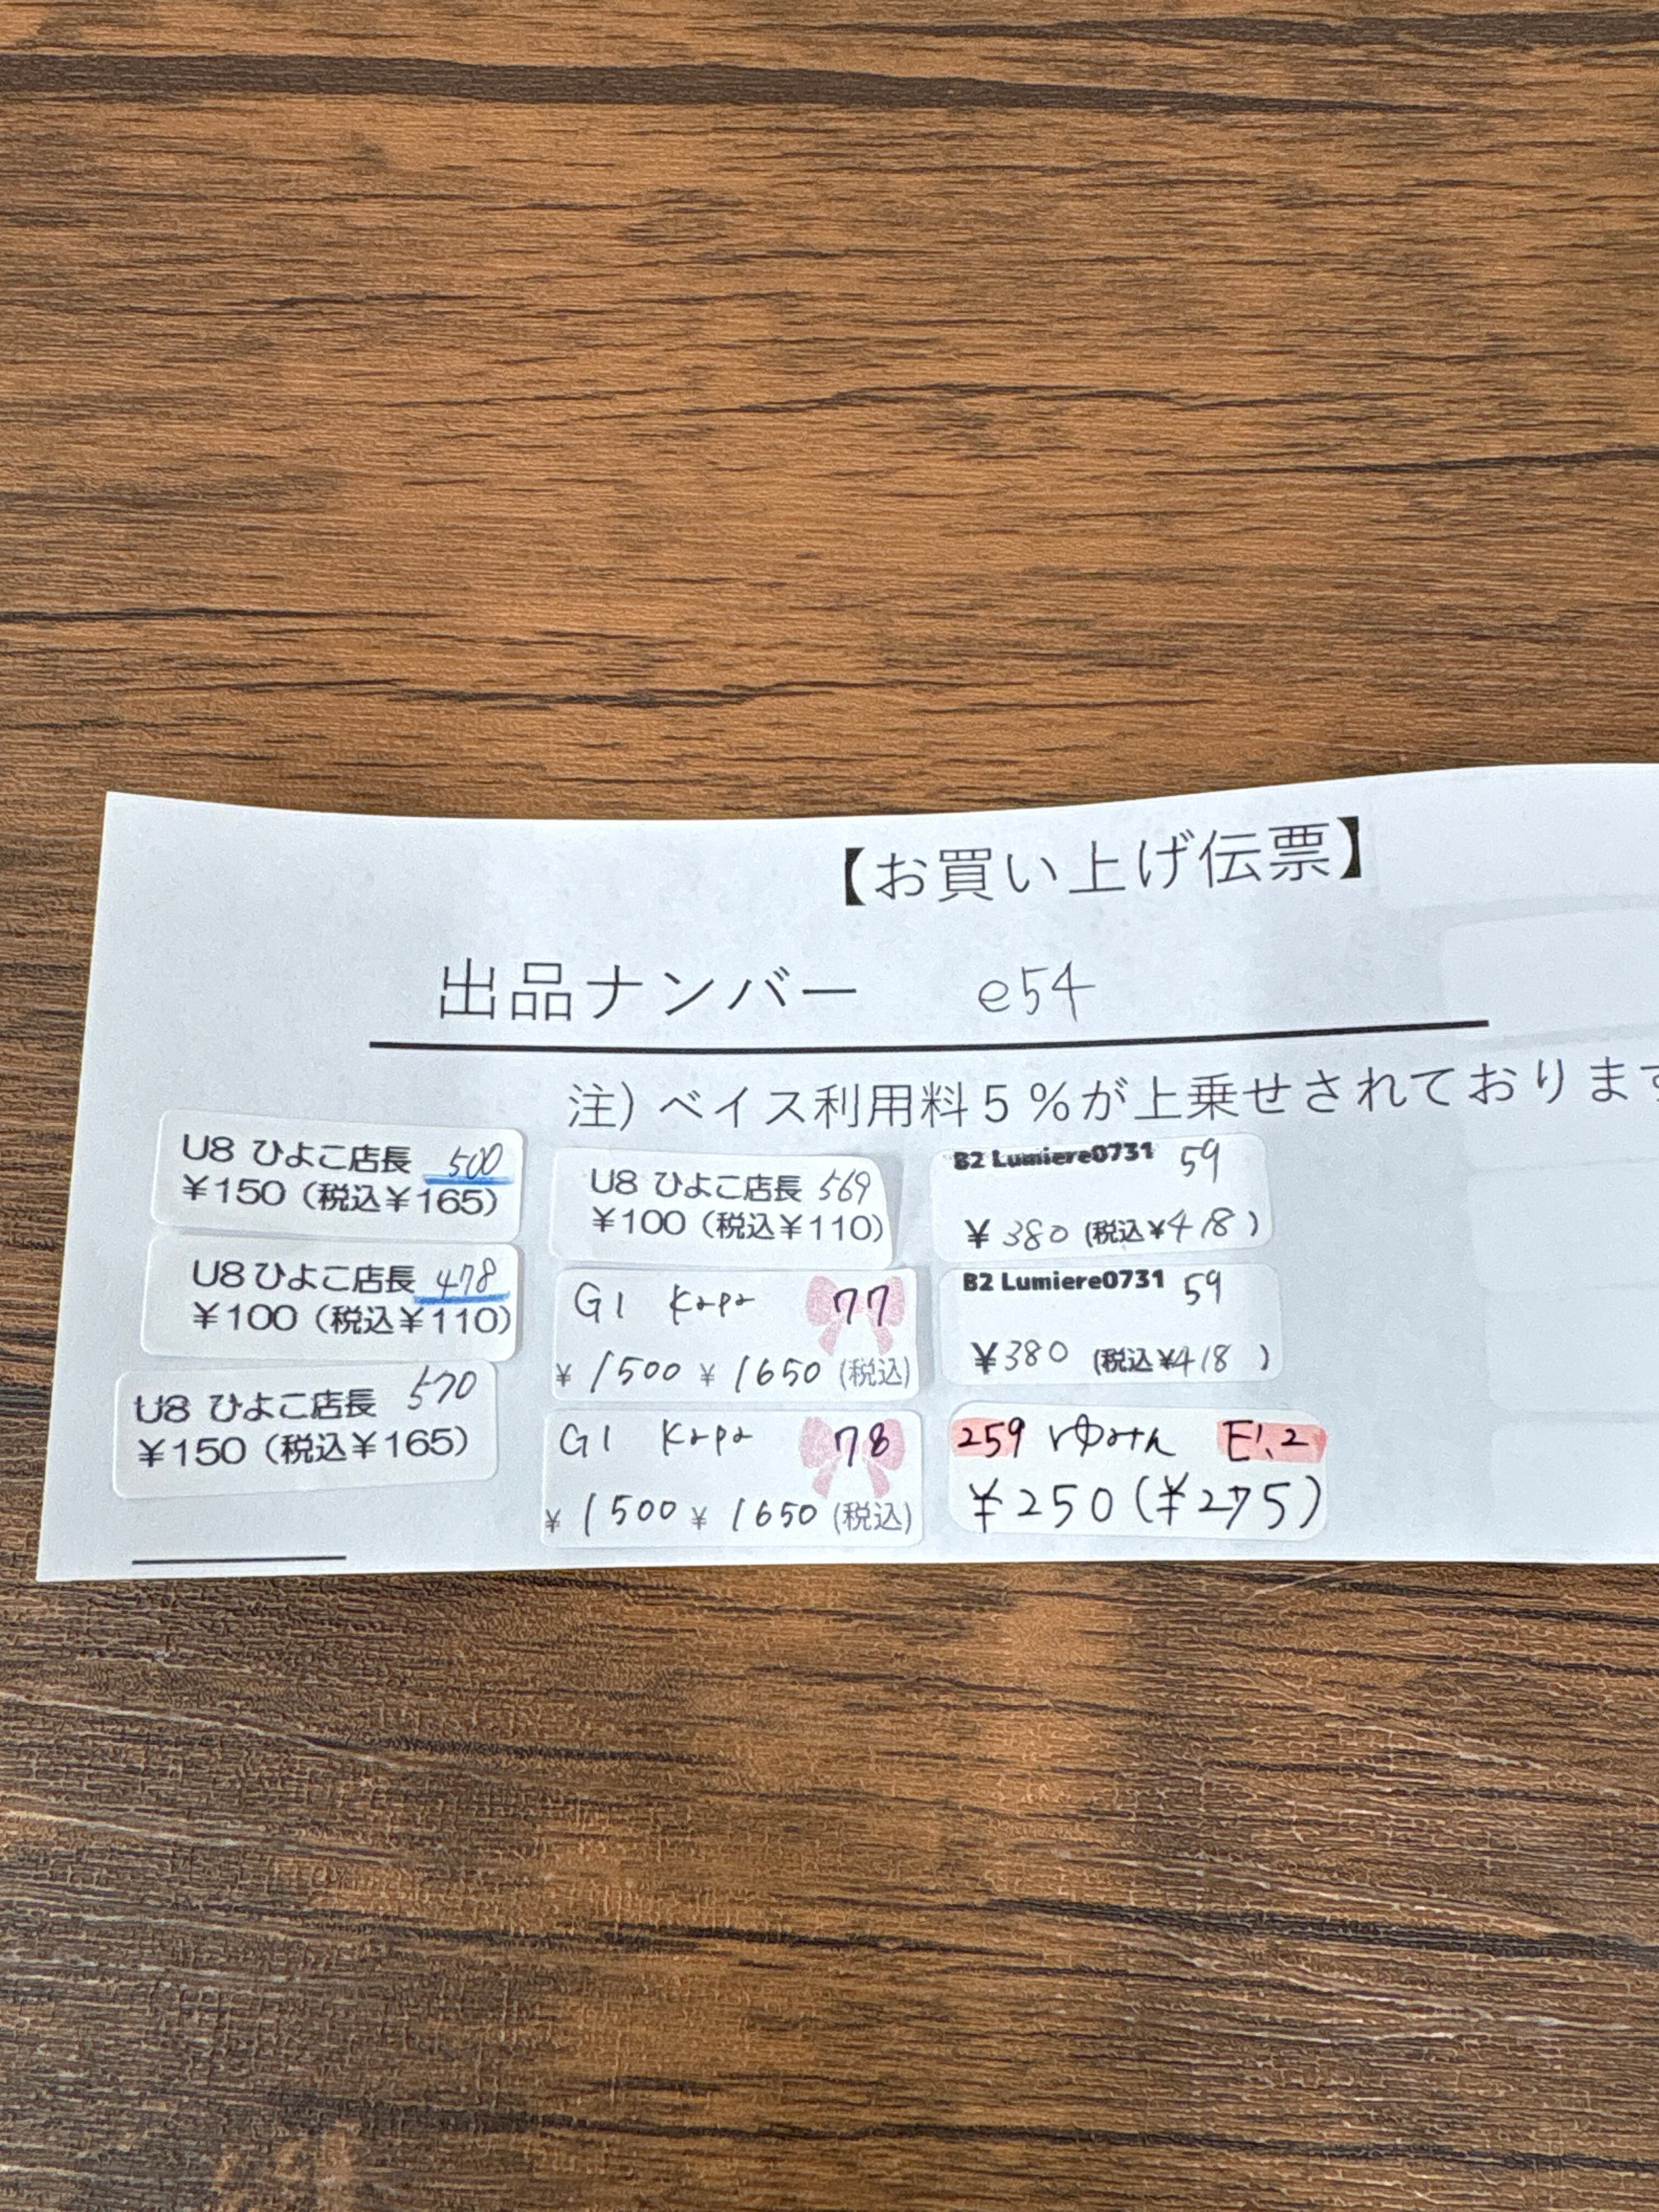 【お買い上げ伝票】
出品ナンバー e54
注）ベイス利用料５％が上乗せされております
U8 ひよこ店長 500
￥150（税込￥165）
U8 ひよこ店長 478
￥100（税込￥110）
U8 ひよこ店長 570
￥150（税込￥165）
U8 ひよこ店長 569
￥100（税込￥110）
G1 Kapa 77
¥ 1500 ¥ 1650 (税込)
G1 Kapa 78
¥ 1500 ¥ 1650 (税込)
B2 Lumiere0731 59
¥ 380 (税込¥418)
B2 Lumiere0731 59
¥380 (税込¥418)
259 ゆみん E1.2
¥250(¥275)